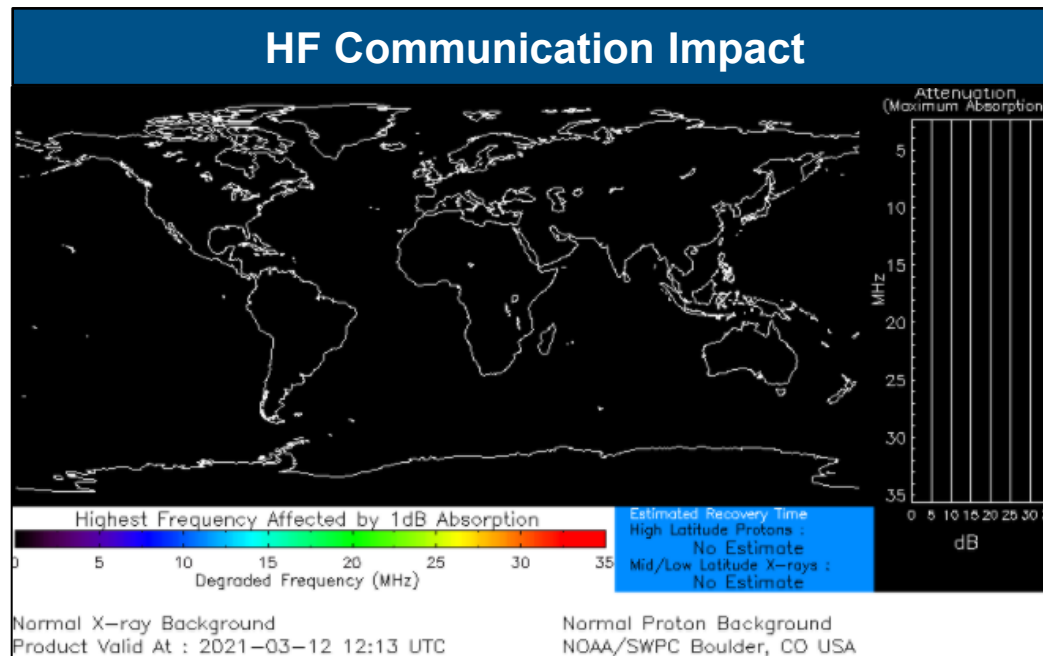 HF Communication Impact
Attenuation
(Maximum Absorption
5
10
15
20
25
30
35
MHz
0 5 10 15 20 25 30
dB
Highest Frequency Affected by 1dB Absorption
0 5 10 15 20 25 30 35
Degraded Frequency (MHz)
Estimated Recovery Time
High Latitude Protons :
No Estimate
Mid/Low Latitude X-rays :
No Estimate
Normal X-ray Background
Normal Proton Background
Product Valid At : 2021-03-12 12:13 UTC
NOAA/SWPC Boulder, CO USA